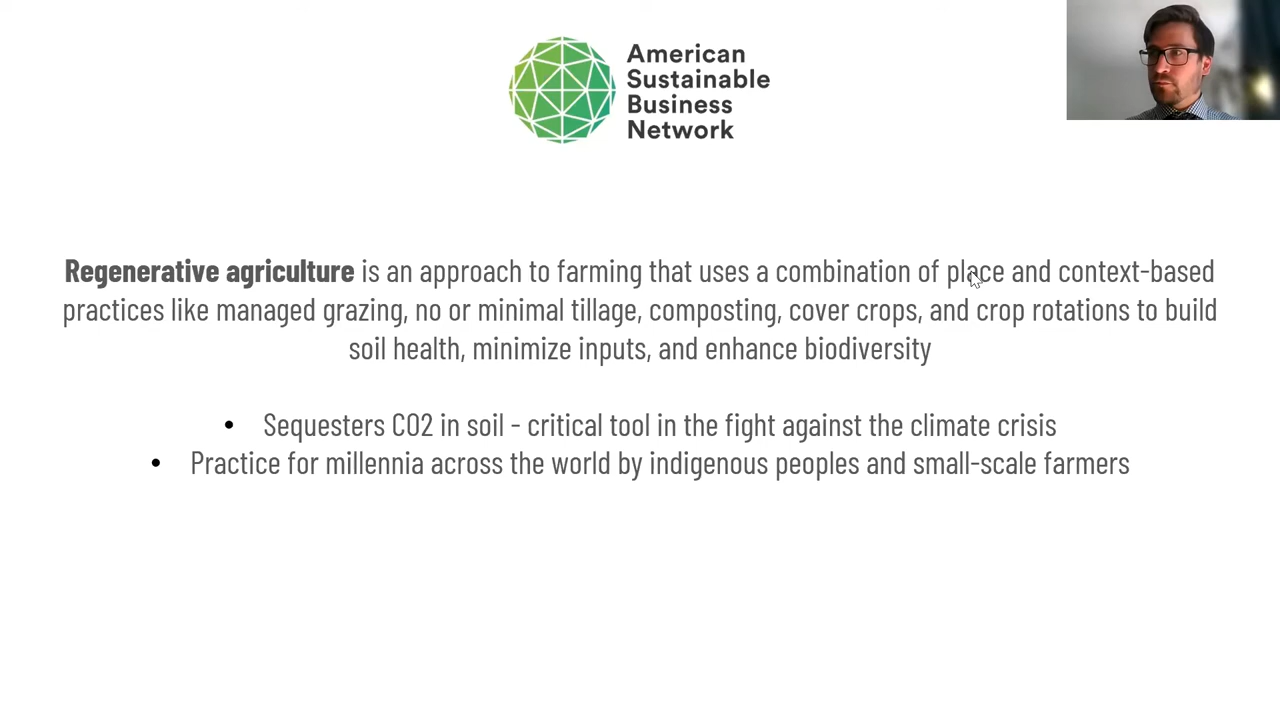 American
Sustainable
Business
Network
Regenerative agriculture is an approach to farming that uses a combination of place and context-based
practices like managed grazing, no or minimal tillage, composting, cover crops, and crop rotations to build
soil health, minimize inputs, and enhance biodiversity
• Sequesters CO2 in soil - critical tool in the fight against the climate crisis
• Practice for millennia across the world by indigenous peoples and small-scale farmers